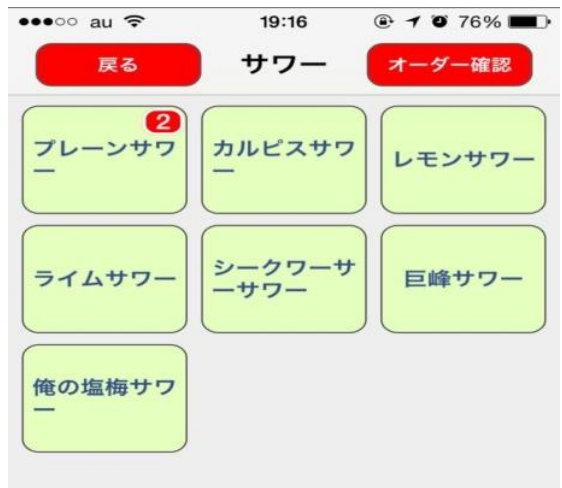 au 19:16 76%
戻る サワー オーダー確認
2
プレーンサワ
ー
カルピスサワ
ー
レモンサワー
ライムサワー
シークワーサ
ーサワー
巨峰サワー
俺の塩梅サワ
ー